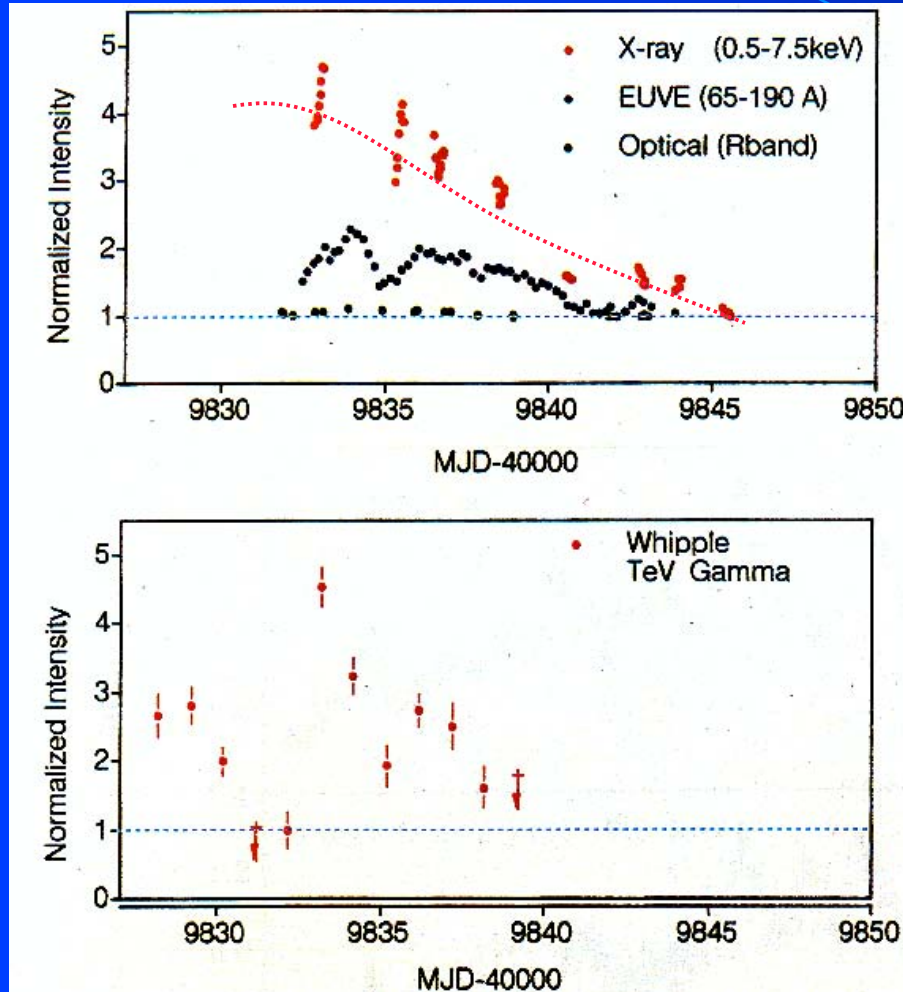 5
4
3
2
1
0
Normalized Intensity
X-ray (0.5-7.5keV)
EUVE (65-190 A)
Optical (Rband)
9830 9835 9840 9845 9850
MJD-40000
5
4
3
2
1
0
Normalized Intensity
Whipple
TeV Gamma
9830 9835 9840 9845 9850
MJD-40000